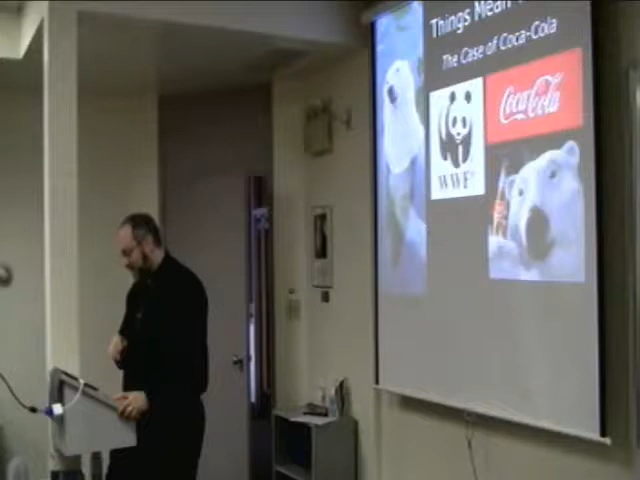 Things Mean
The Case of Coca-Cola
Coca-Cola
WWF